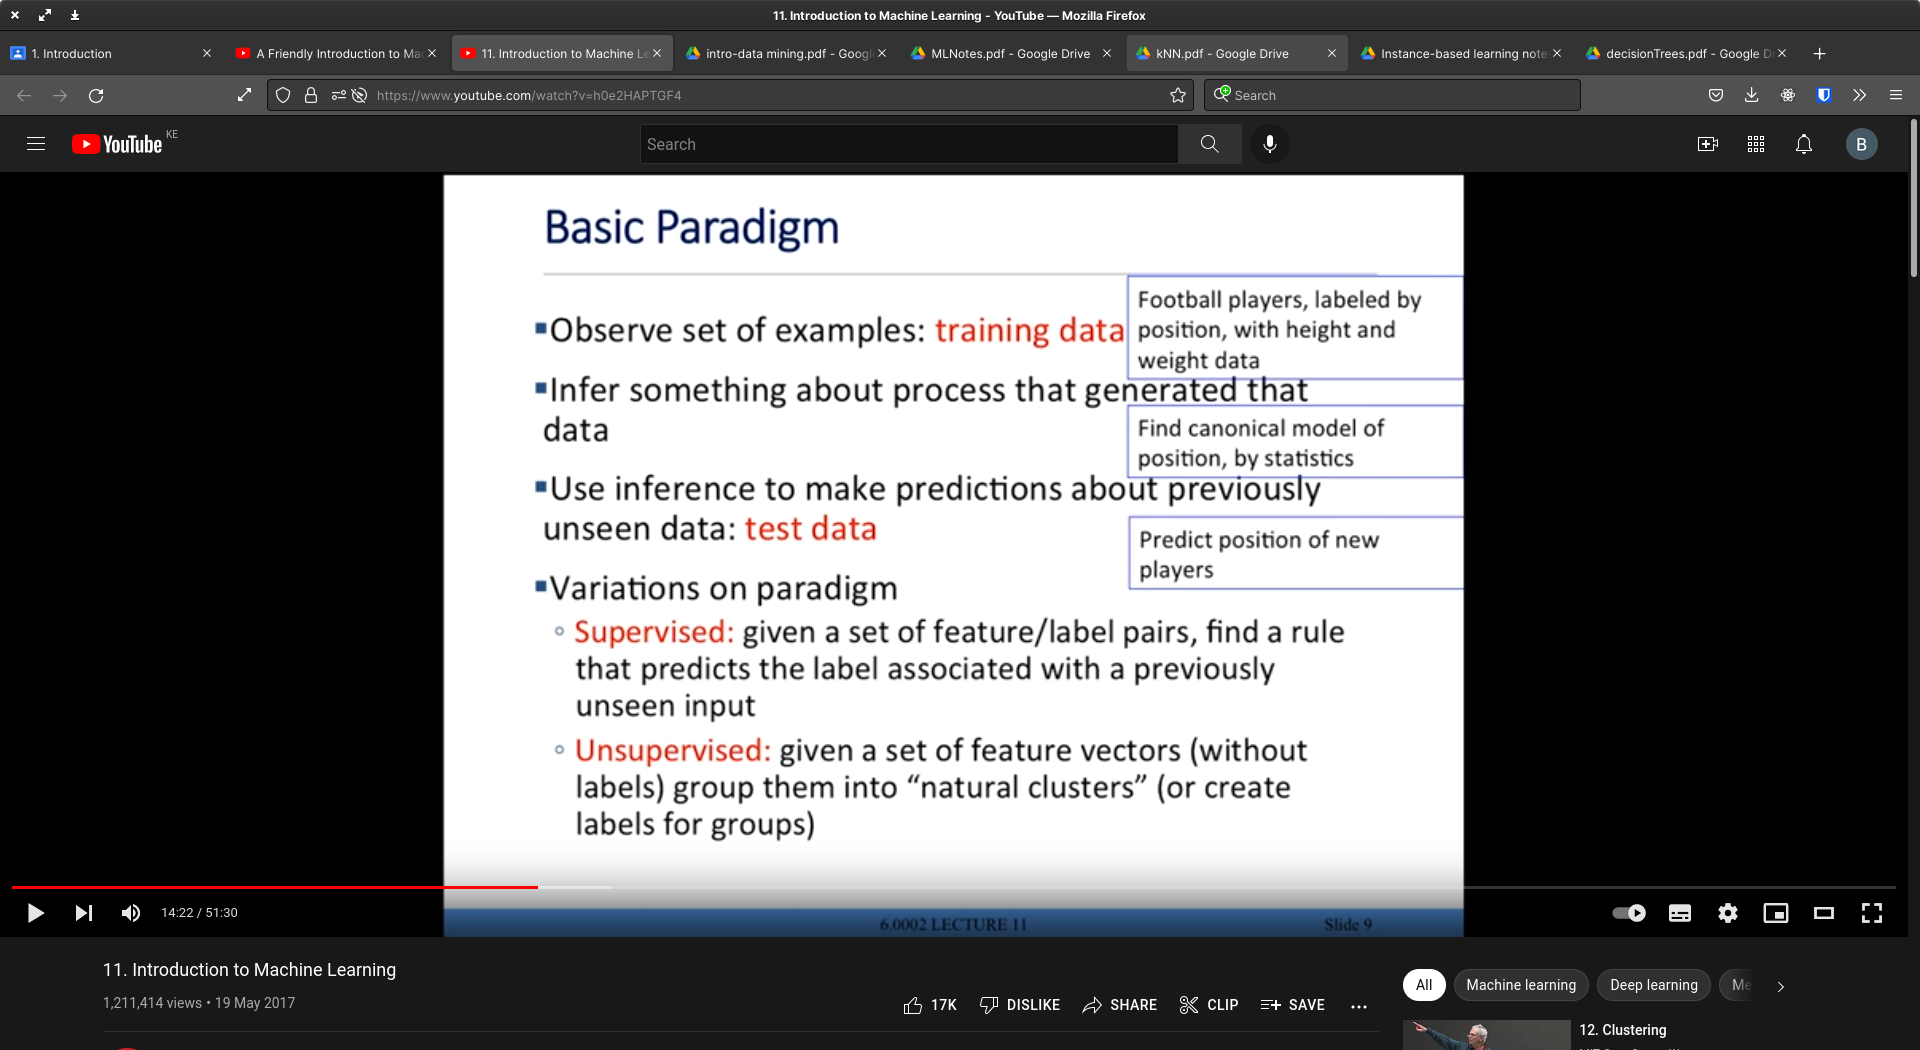 11. Introduction to Machine Learning - YouTube — Mozilla Firefox
1. Introduction
A Friendly Introduction to Ma
11. Introduction to Machine Le
intro-data mining.pdf - Googl
MLNotes.pdf - Google Drive
kNN.pdf - Google Drive
Instance-based learning note
decisionTrees.pdf - Google D
https://www.youtube.com/watch?v=h0e2HAPTGF4
Search
YouTube KE
Search
B
Basic Paradigm
Observe set of examples: training data
Football players, labeled by
position, with height and
weight data
Infer something about process that generated that
data
Find canonical model of
position, by statistics
Use inference to make predictions about previously
unseen data: test data
Predict position of new
players
Variations on paradigm
Supervised: given a set of feature/label pairs, find a rule
that predicts the label associated with a previously
unseen input
Unsupervised: given a set of feature vectors (without
labels) group them into “natural clusters” (or create
labels for groups)
14:22 / 51:30
6.0002 LECTURE 11
Slide 9
11. Introduction to Machine Learning
1,211,414 views • 19 May 2017
17K DISLIKE SHARE CLIP SAVE
All Machine learning Deep learning Me
12. Clustering